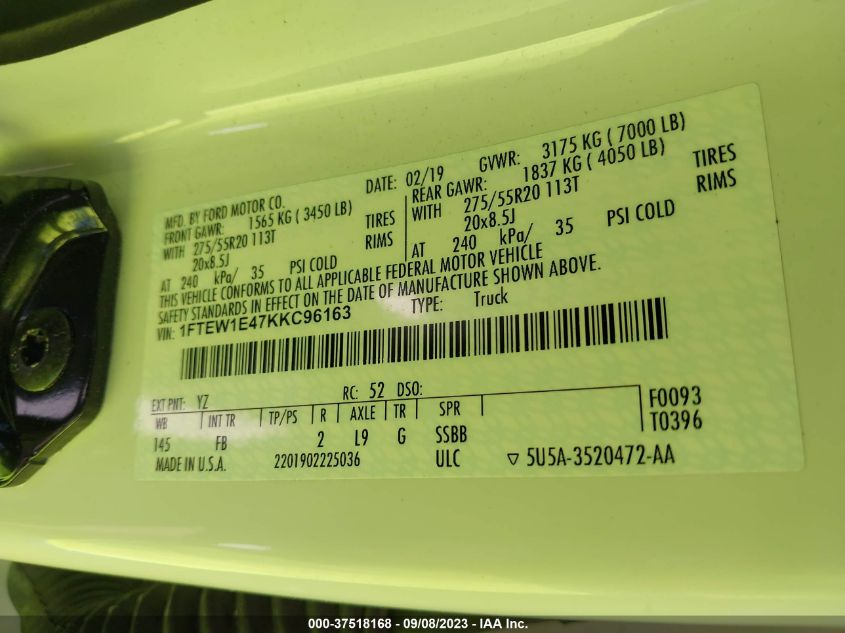 MFD. BY FORD MOTOR CO.
DATE: 02/19 GVWR: 3175 KG ( 7000 LB)
FRONT GAWR: 1565 KG ( 3450 LB)
WITH 275/55R20 113T TIRES
20x8.5J RIMS
AT 240 kPa/ 35 PSI COLD
REAR GAWR: 1837 KG ( 4050 LB)
WITH 275/55R20 113T TIRES
20x8.5J RIMS
AT 240 kPa/ 35 PSI COLD
THIS VEHICLE CONFORMS TO ALL APPLICABLE FEDERAL MOTOR VEHICLE
SAFETY STANDARDS IN EFFECT ON THE DATE OF MANUFACTURE SHOWN ABOVE.
VIN: 1FTEW1E47KKC96163 TYPE: Truck
EXT PNT: YZ RC: 52 DSO:
WB INT TR TP/PS R AXLE TR SPR F0093
145 FB 2 L9 G SSBB T0396
MADE IN U.S.A. 2201902225036 ULC ▽ 5U5A-3520472-AA
000-37518168 - 09/08/2023 - IAA Inc.